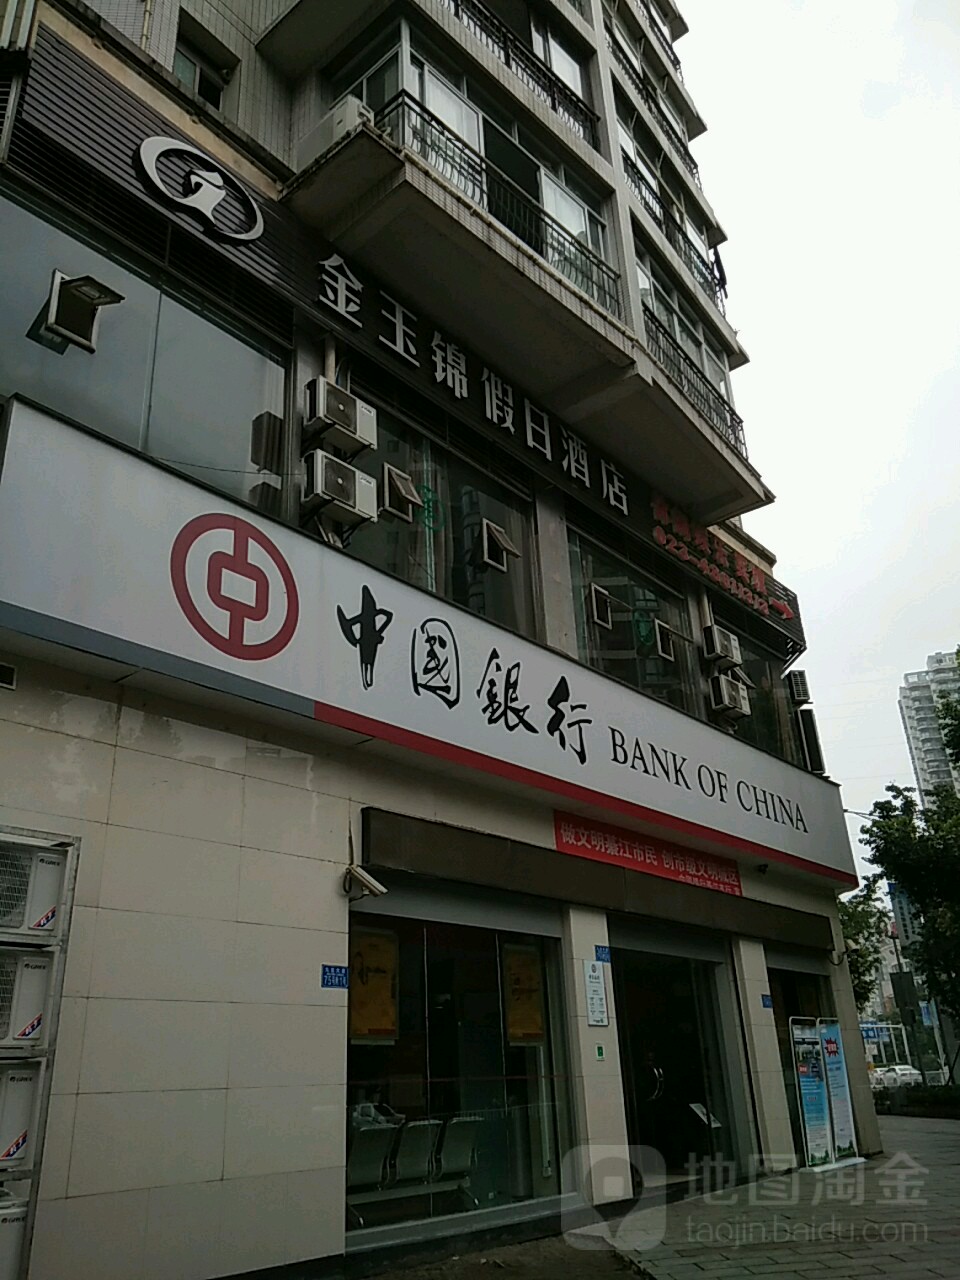 金玉锦假日酒店
中國銀行 BANK OF CHINA
做文明綦江市民 创市级文明城区
地图淘金
taojin.baidu.com